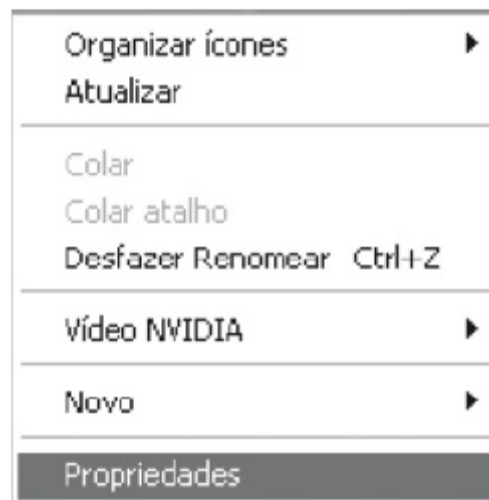 Organizar ícones
Atualizar
Colar
Colar atalho
Desfazer Renomear Ctrl+Z
Vídeo NVIDIA
Novo
Propriedades